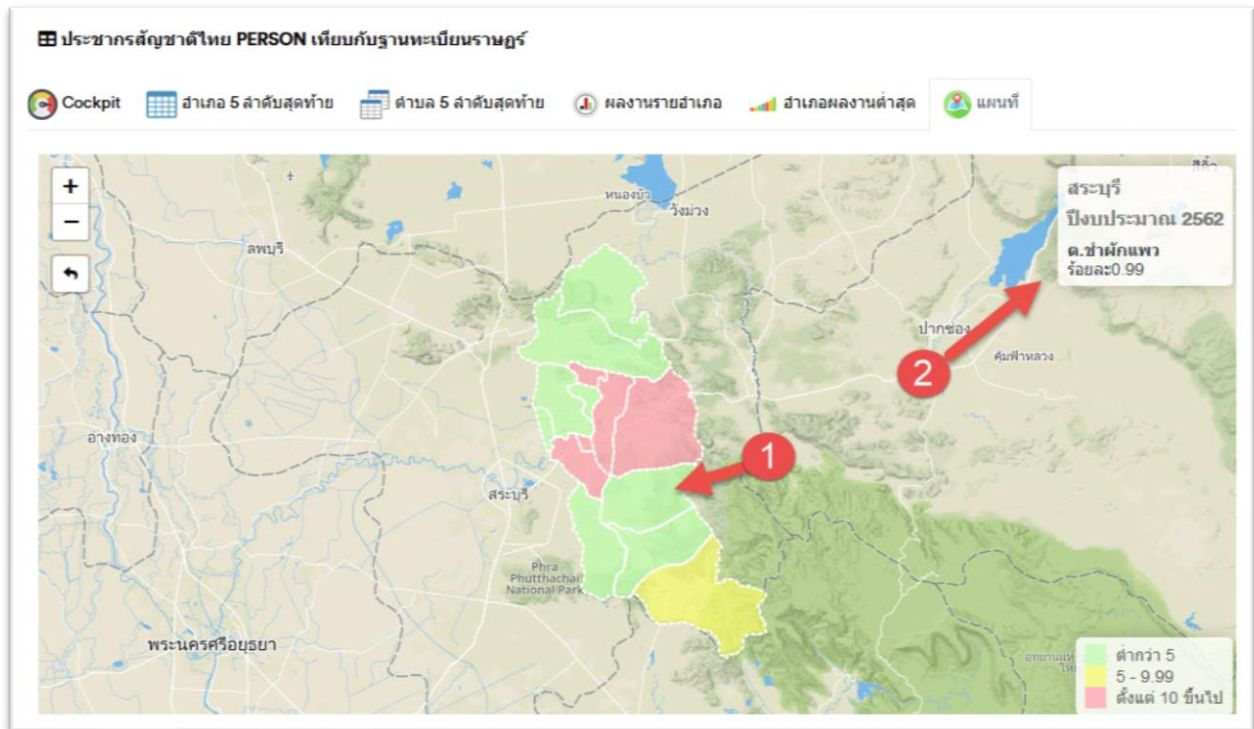 ประชากรสัญชาติไทย PERSON เทียบกับฐานทะเบียนราษฎร์
Cockpit
อำเภอ 5 ลำดับสุดท้าย
ตำบล 5 ลำดับสุดท้าย
ผลงานรายอำเภอ
อำเภอผลงานต่ำสุด
แผนที่
+
−
สระบุรี
ปีงบประมาณ 2562
ต.ชำผักแพว
ร้อยละ0.99
สีคิ้ว
หนองบัว
วังม่วง
ลพบุรี
ปากช่อง
คุ้มฟ้าหลวง
2
อ่างทอง
1
สระบุรี
Phra
Phutthachai
National Park
พระนครศรีอยุธยา
ต่ำกว่า 5
5 - 9.99
ตั้งแต่ 10 ขึ้นไป